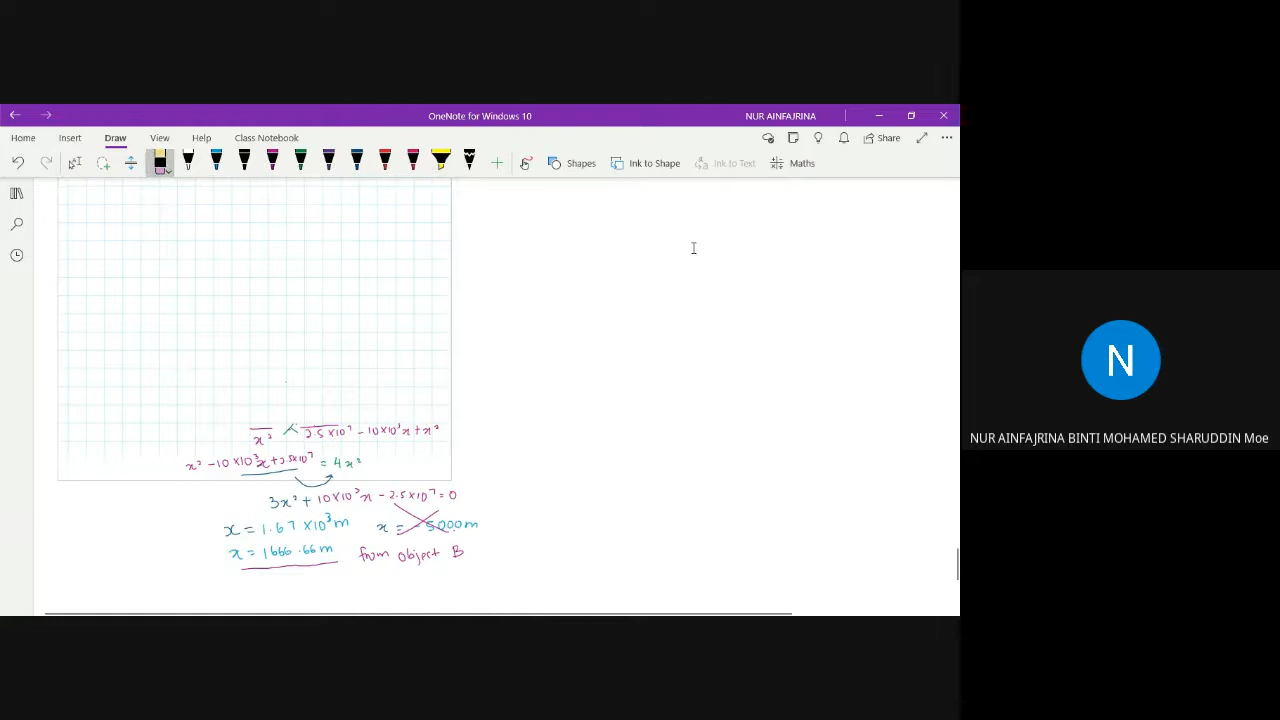 OneNote for Windows 10
NUR AINFAJRINA
Home Insert Draw View Help Class Notebook
Share
Shapes Ink to Shape Ink to Text Maths
x² 2.5×10⁷ - 10×10³x + x²
x² - 10×10³x + 2.5×10⁷ = 4x²
3x² + 10×10³x - 2.5×10⁷ = 0
x = 1.67×10³m x = -5000m
x = 1666.66m from object B
N
NUR AINFAJRINA BINTI MOHAMED SHARUDDIN Moe